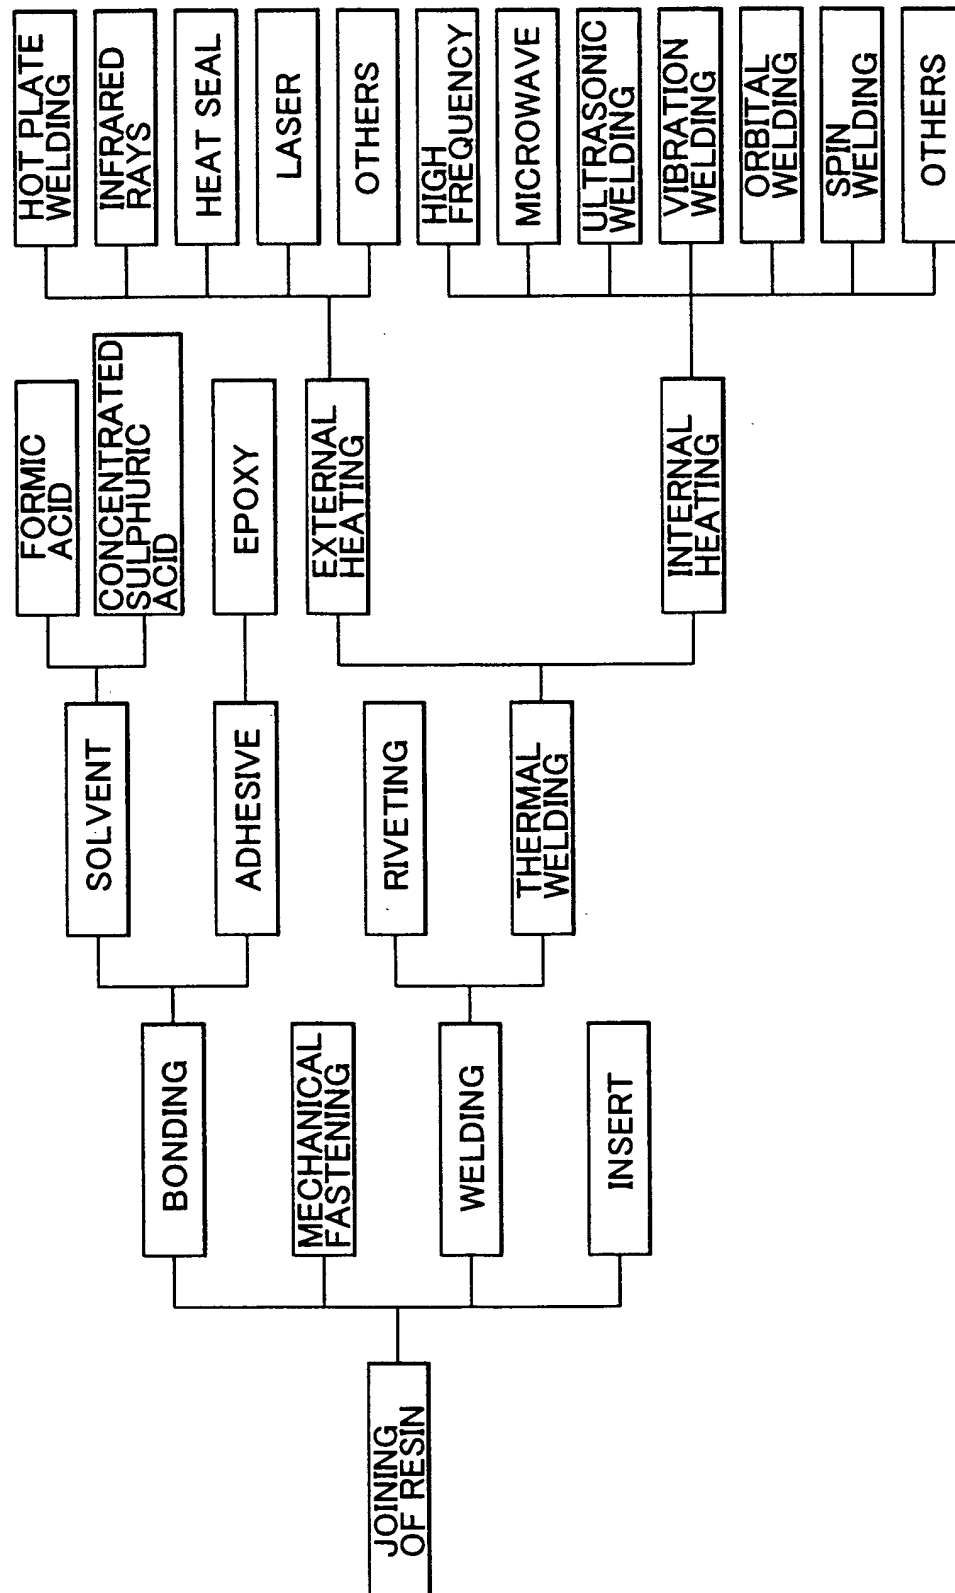 JOINING
OF RESIN
BONDING
MECHANICAL
FASTENING
WELDING
INSERT
SOLVENT
ADHESIVE
RIVETING
THERMAL
WELDING
FORMIC
ACID
CONCENTRATED
SULPHURIC
ACID
EPOXY
EXTERNAL
HEATING
INTERNAL
HEATING
HOT PLATE
WELDING
INFRARED
RAYS
HEAT SEAL
LASER
OTHERS
HIGH
FREQUENCY
MICROWAVE
ULTRASONIC
WELDING
VIBRATION
WELDING
ORBITAL
WELDING
SPIN
WELDING
OTHERS